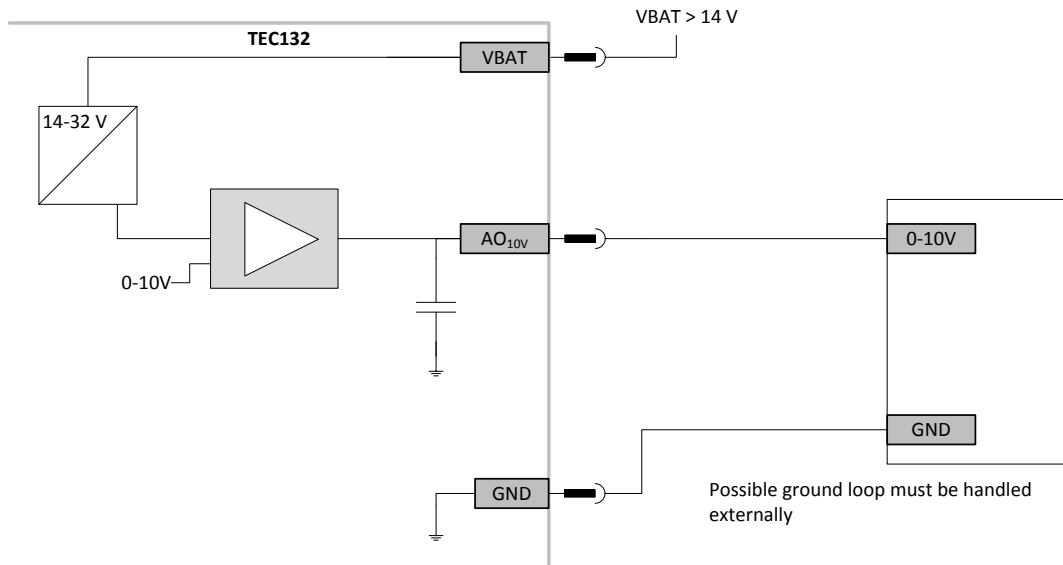 VBAT > 14 V
TEC132
VBAT
14-32 V
AO10V
0-10V
0-10V
GND
GND
Possible ground loop must be handled
externally